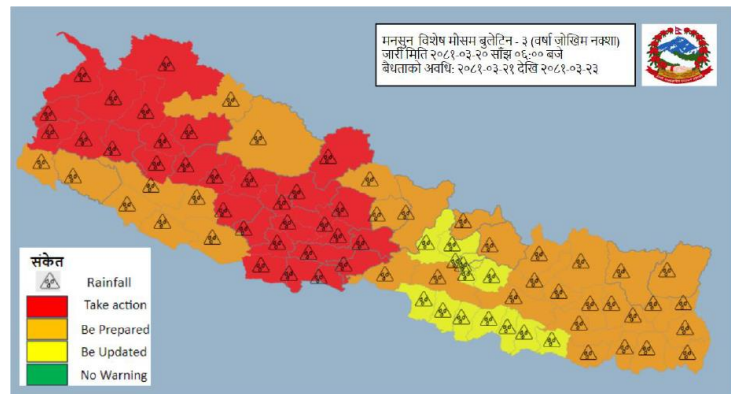 मनसुन विशेष मौसम बुलेटिन - ३ (वर्षा जोखिम नक्शा)
जारी मिति २०८१-०३-२० साँझ ०६:०० बजे
बैधताको अवधि: २०८१-०३-२१ देखि २०८१-०३-२३
संकेत
Rainfall
Take action
Be Prepared
Be Updated
No Warning